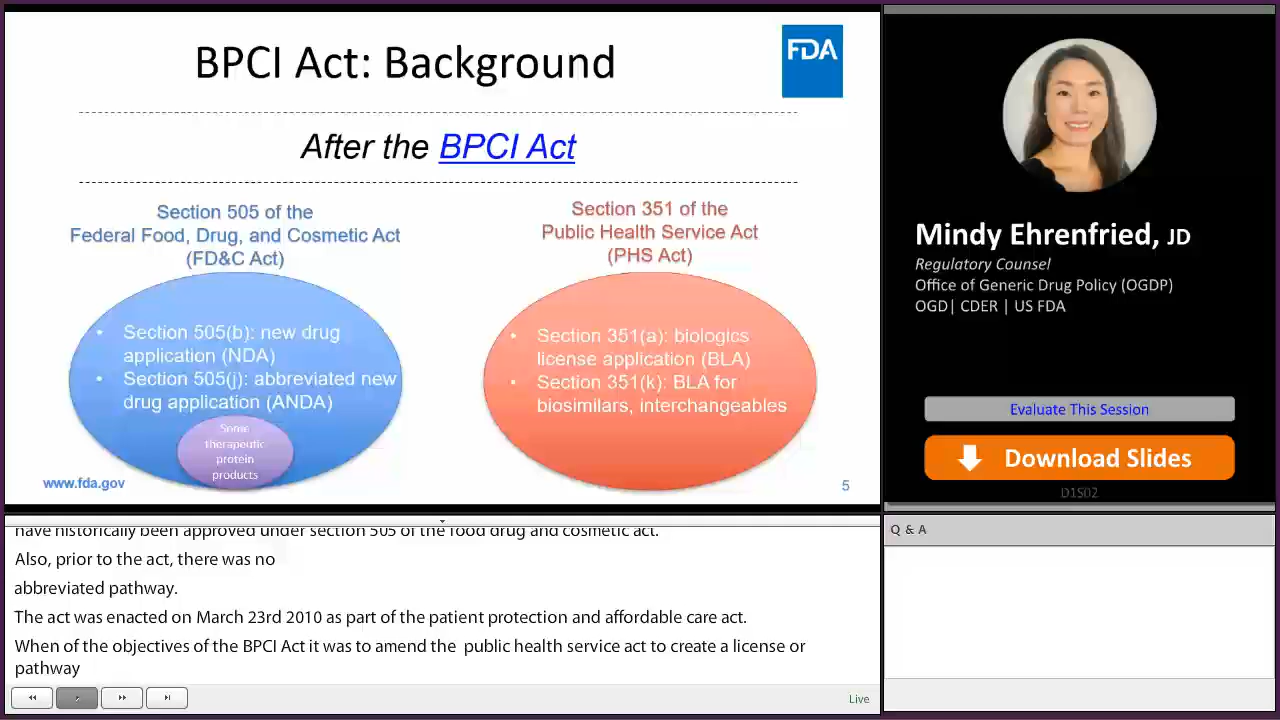 BPCI Act: Background
FDA
After the BPCI Act
Section 505 of the
Federal Food, Drug, and Cosmetic Act
(FD&C Act)
• Section 505(b): new drug
application (NDA)
• Section 505(j): abbreviated new
drug application (ANDA)
Some
therapeutic
protein
products
Section 351 of the
Public Health Service Act
(PHS Act)
• Section 351(a): biologics
license application (BLA)
• Section 351(k): BLA for
biosimilars, interchangeables
www.fda.gov
5
Mindy Ehrenfried, JD
Regulatory Counsel
Office of Generic Drug Policy (OGDP)
OGD| CDER | US FDA
Evaluate This Session
Download Slides
D1S02
have historically been approved under section 505 of the food drug and cosmetic act.
Also, prior to the act, there was no
abbreviated pathway.
The act was enacted on March 23rd 2010 as part of the patient protection and affordable care act.
When of the objectives of the BPCI Act it was to amend the  public health service act to create a license or
pathway
Live
Q & A